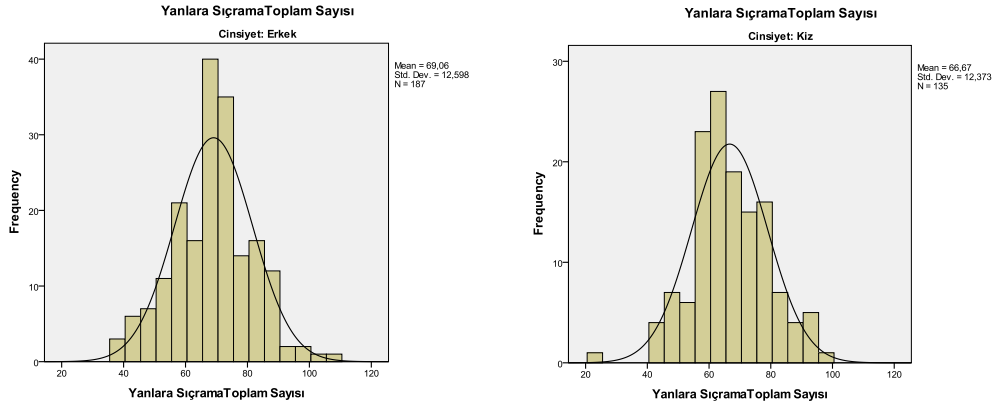 Yanlara SıçramaToplam Sayısı
Cinsiyet: Erkek
Mean = 69,06
Std. Dev. = 12,598
N = 187
Frequency
40
30
20
10
0
20 40 60 80 100 120
Yanlara SıçramaToplam Sayısı
Yanlara SıçramaToplam Sayısı
Cinsiyet: Kiz
Mean = 66,67
Std. Dev. = 12,373
N = 135
Frequency
30
20
10
0
20 40 60 80 100 120
Yanlara SıçramaToplam Sayısı